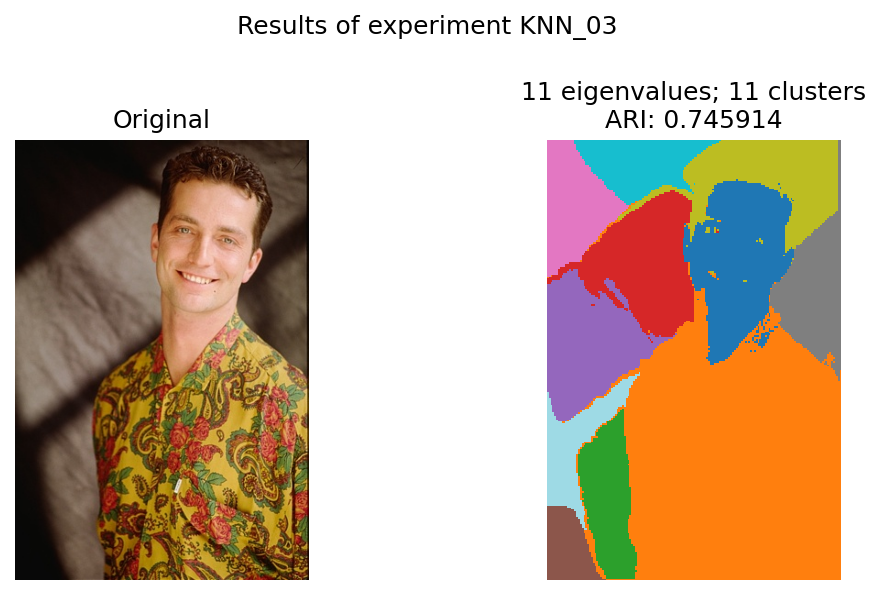 Results of experiment KNN_03
Original
11 eigenvalues; 11 clusters
ARI: 0.745914